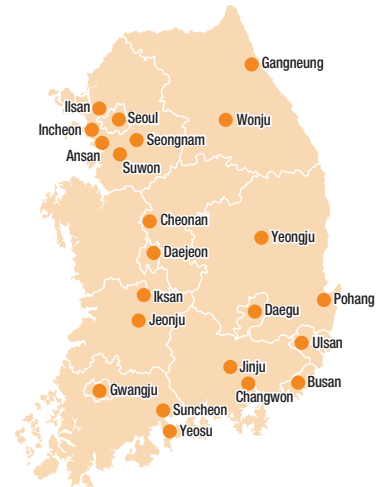 Gangneung
Ilsan
Seoul
Wonju
Incheon
Seongnam
Ansan
Suwon
Cheonan
Yeongju
Daejeon
Iksan
Pohang
Daegu
Jeonju
Ulsan
Jinju
Busan
Changwon
Gwangju
Suncheon
Yeosu